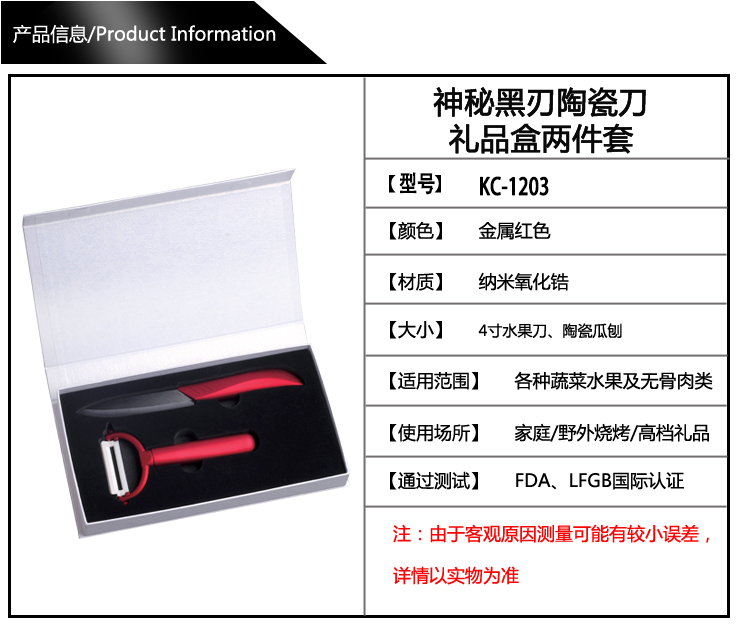 产品信息/Product Information
神秘黑刃陶瓷刀
礼品盒两件套
【型号】 KC-1203
【颜色】 金属红色
【材质】 纳米氧化锆
【大小】 4寸水果刀、陶瓷瓜刨
【适用范围】 各种蔬菜水果及无骨肉类
【使用场所】 家庭/野外烧烤/高档礼品
【通过测试】 FDA、LFGB国际认证
注：由于客观原因测量可能有较小误差，
详情以实物为准